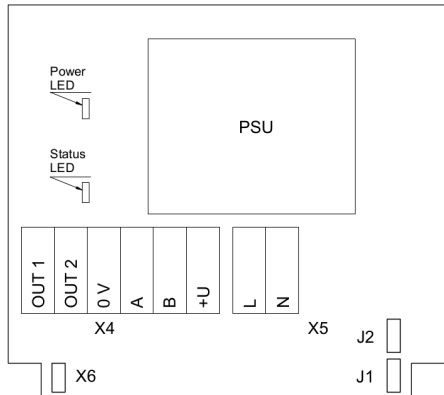 Power
LED
PSU
Status
LED
OUT 1
OUT 2
0 V
A
B
+U
L
N
X4
X5
J2
X6
J1